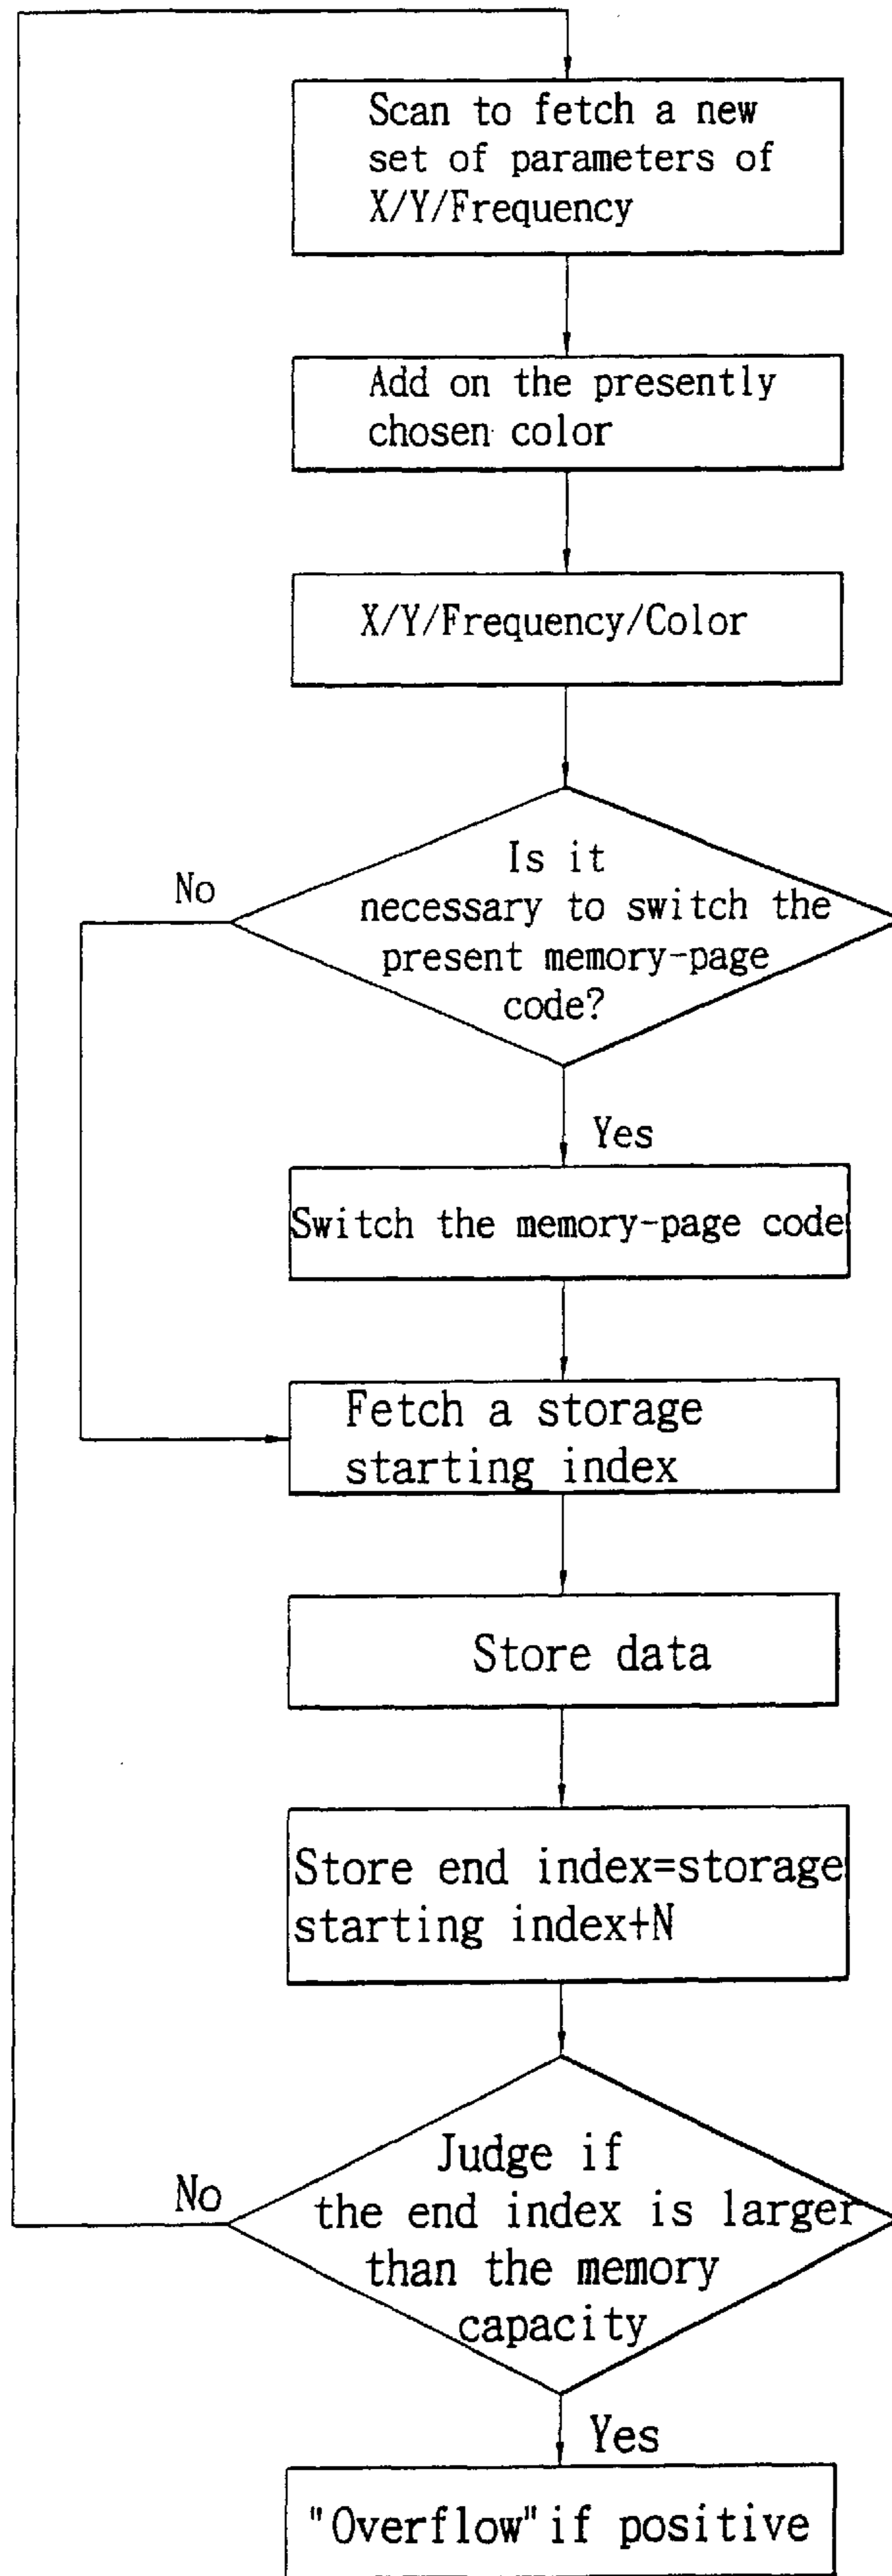 Scan to fetch a new
set of parameters of
X/Y/Frequency
Add on the presently
chosen color
X/Y/Frequency/Color
Is it
necessary to switch the
present memory-page
code?
No
Yes
Switch the memory-page code
Fetch a storage
starting index
Store data
Store end index=storage
starting index+N
Judge if
the end index is larger
than the memory
capacity
No
Yes
"Overflow" if positive